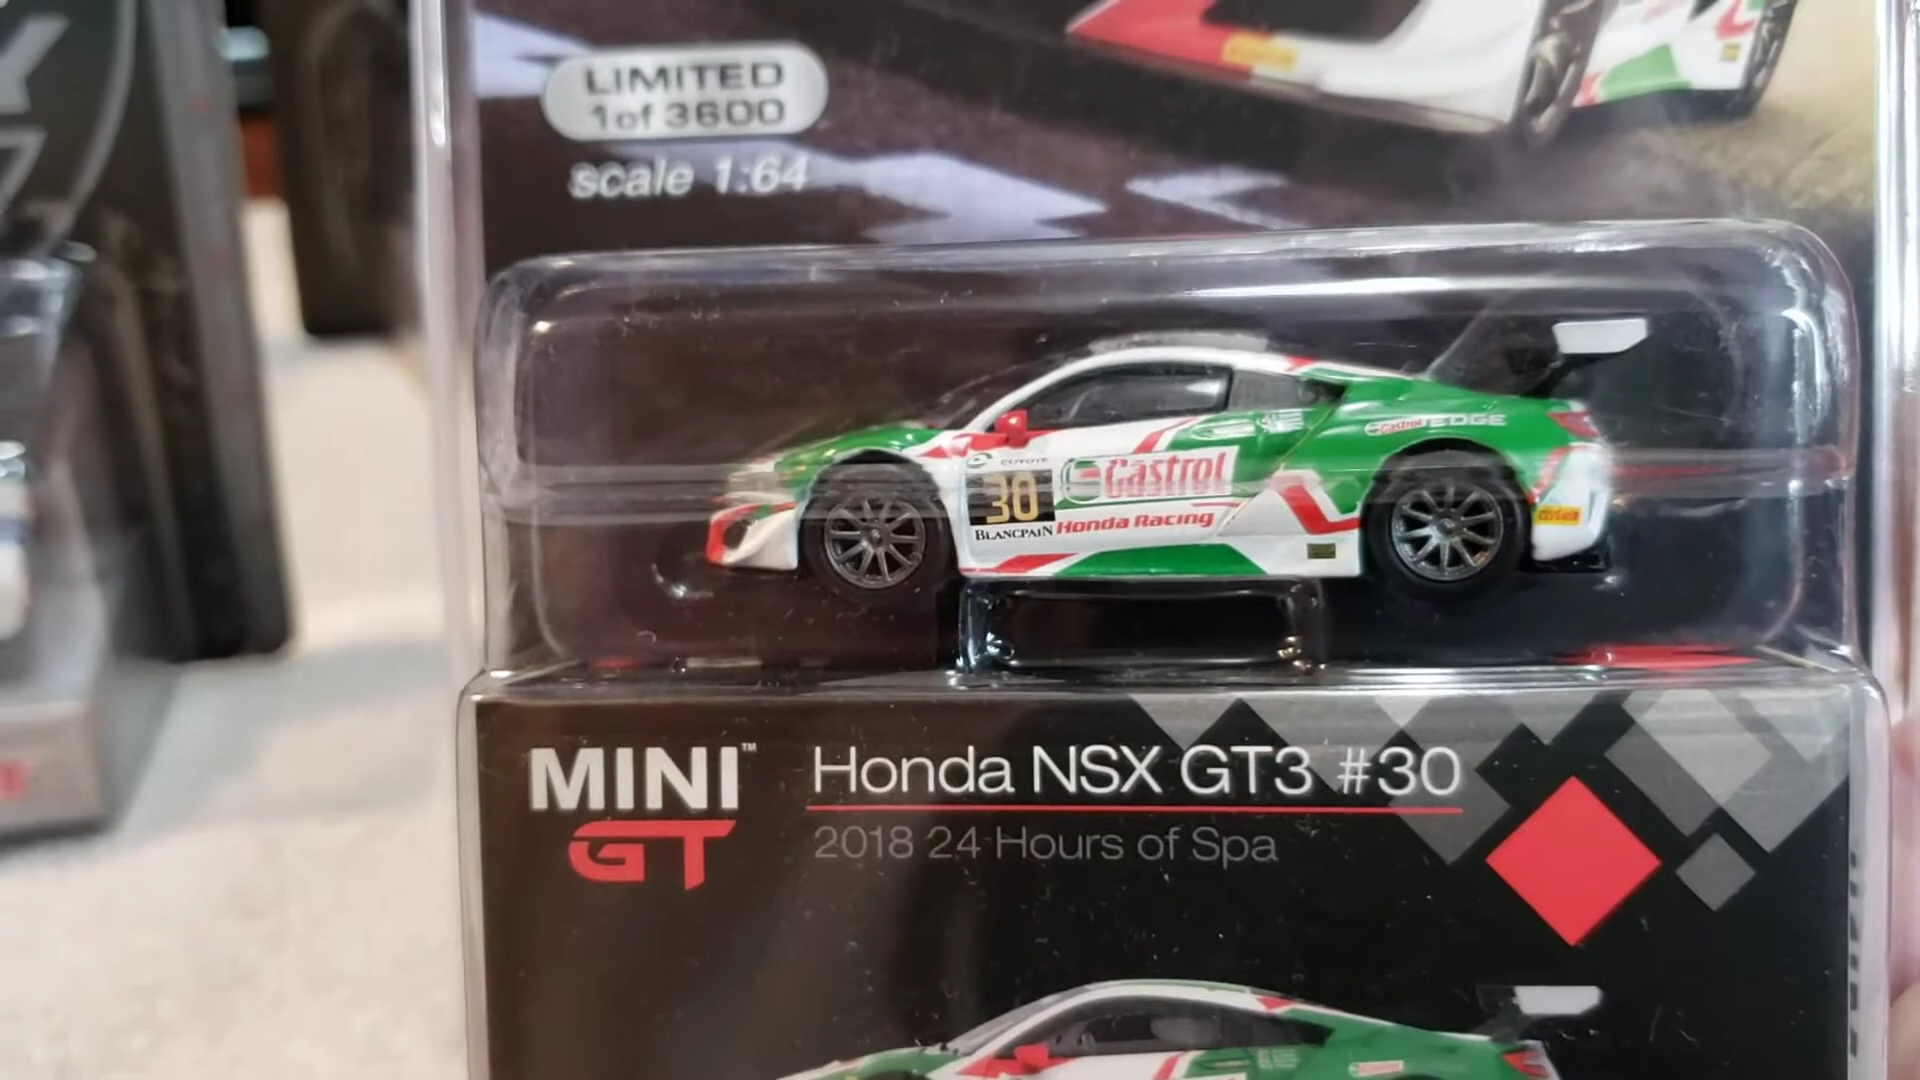 LIMITED
1of 3600
scale 1:64
Castrol EDGE
COYOTE
30
Castrol
BLANCPAIN
Honda Racing
MINI™
GT
Honda NSX GT3 #30
2018 24 Hours of Spa